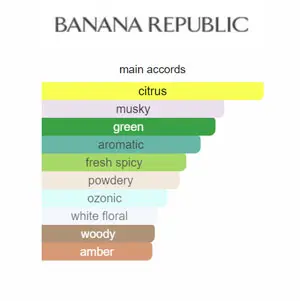 BANANA REPUBLIC
main accords
citrus
musky
green
aromatic
fresh spicy
powdery
ozonic
white floral
woody
amber